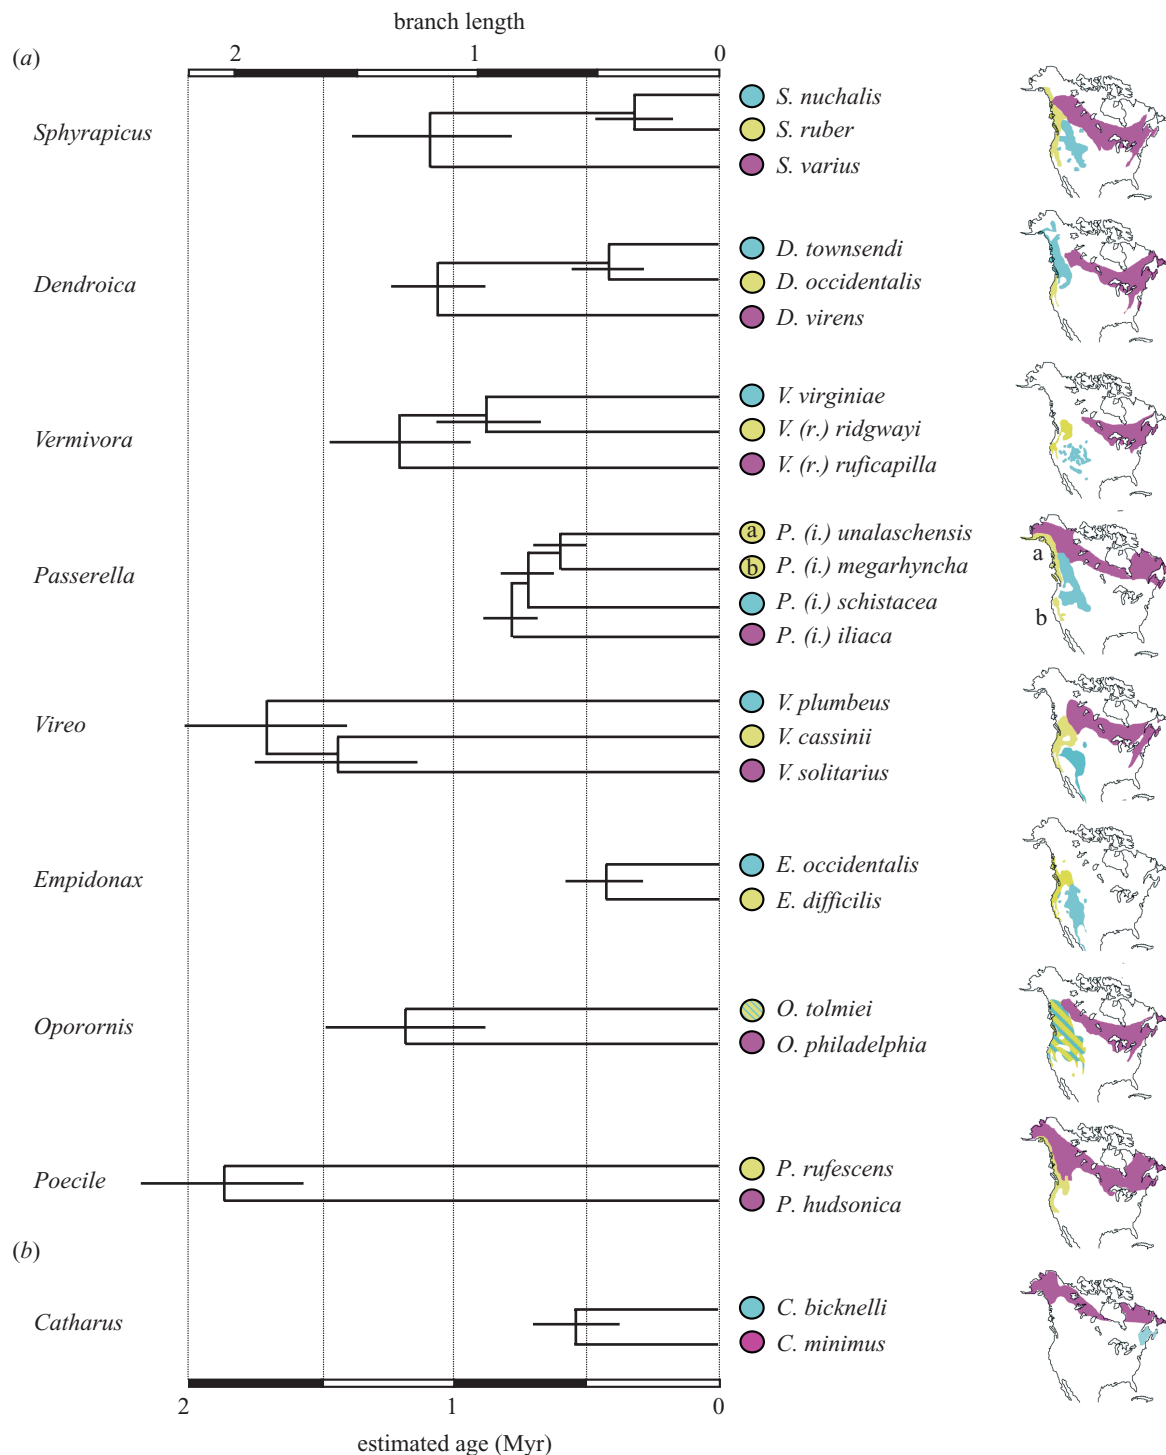 branch length
(a)
2 1 0
Sphyrapicus
S. nuchalis
S. ruber
S. varius
Dendroica
D. townsendi
D. occidentalis
D. virens
Vermivora
V. virginiae
V. (r.) ridgwayi
V. (r.) ruficapilla
Passerella
a P. (i.) unalaschensis
b P. (i.) megarhyncha
P. (i.) schistacea
P. (i.) iliaca
a
b
Vireo
V. plumbeus
V. cassinii
V. solitarius
Empidonax
E. occidentalis
E. difficilis
Oporornis
O. tolmiei
O. philadelphia
Poecile
P. rufescens
P. hudsonica
(b)
Catharus
C. bicknelli
C. minimus
2 1 0
estimated age (Myr)